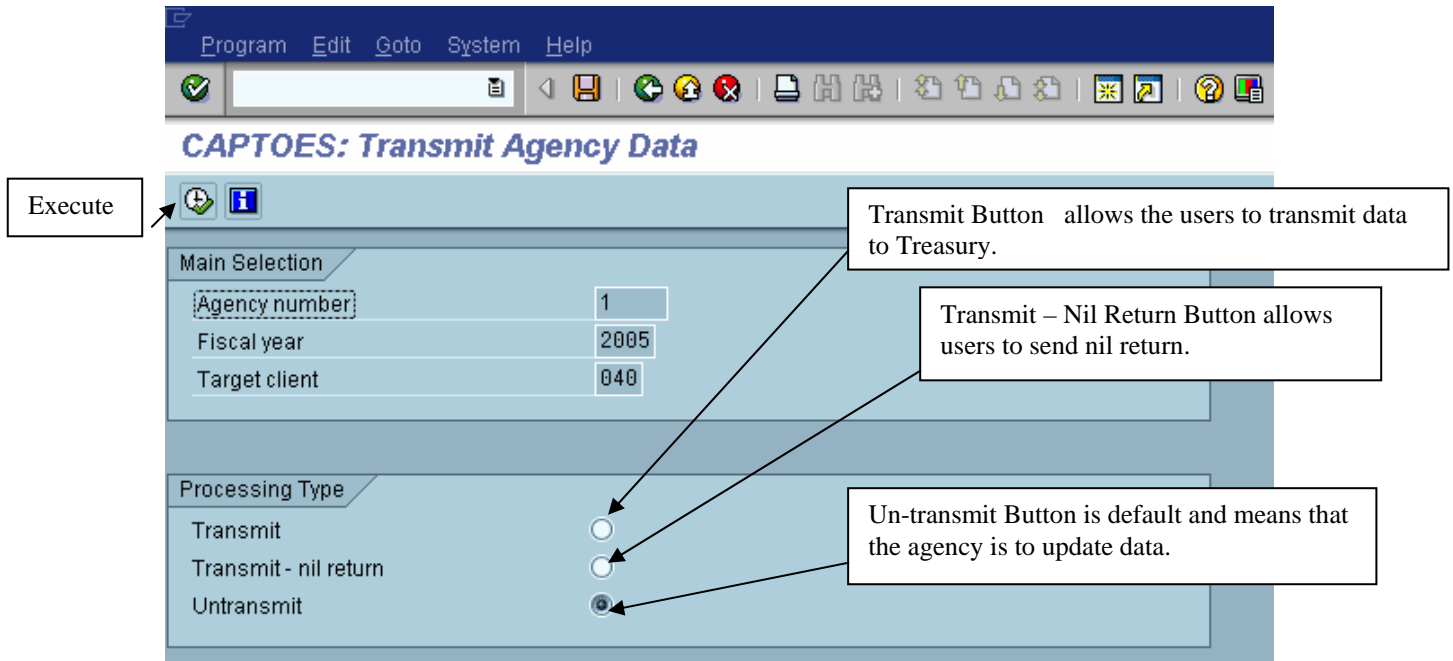 Program Edit Goto System Help
CAPTOES: Transmit Agency Data
Execute
Transmit Button allows the users to transmit data
to Treasury.
Main Selection
Agency number 1
Fiscal year 2005
Target client 040
Transmit – Nil Return Button allows
users to send nil return.
Processing Type
Transmit
Transmit - nil return
Untransmit
Un-transmit Button is default and means that
the agency is to update data.